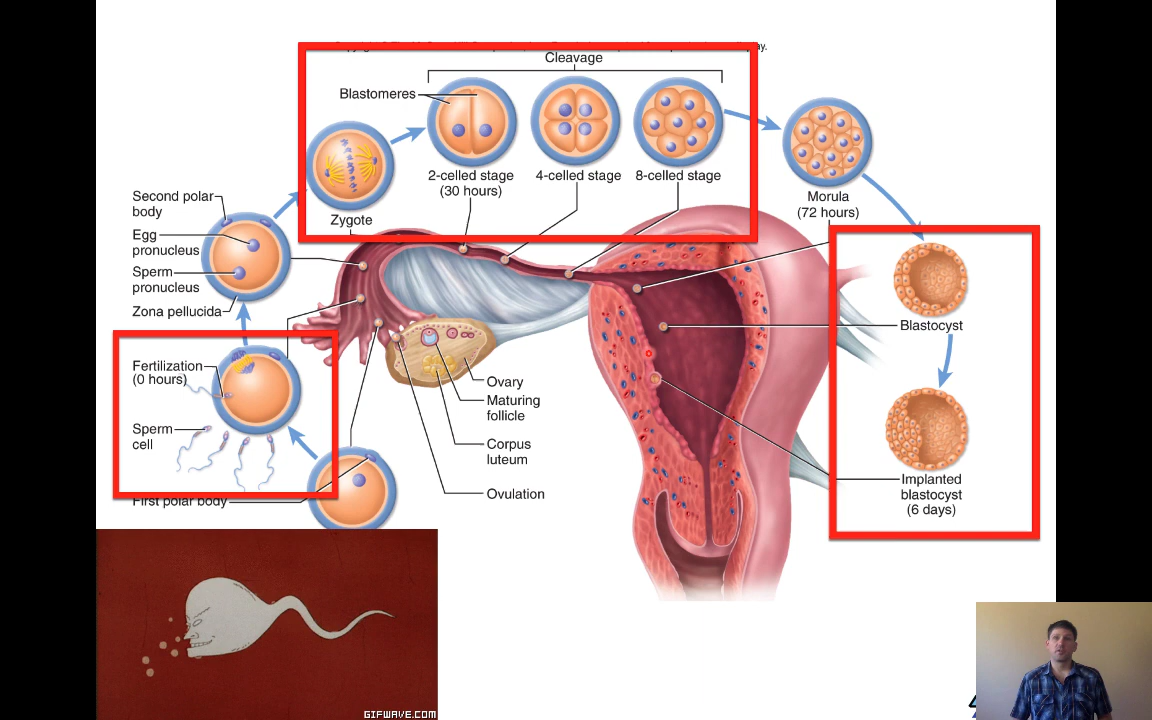 Cleavage
Blastomeres
2-celled stage
(30 hours)
4-celled stage
8-celled stage
Zygote
Morula
(72 hours)
Second polar
body
Egg
pronucleus
Sperm
pronucleus
Zona pellucida
Fertilization
(0 hours)
Sperm
cell
First polar body
Ovary
Maturing
follicle
Corpus
luteum
Ovulation
Blastocyst
Implanted
blastocyst
(6 days)
GIFWAVE.COM